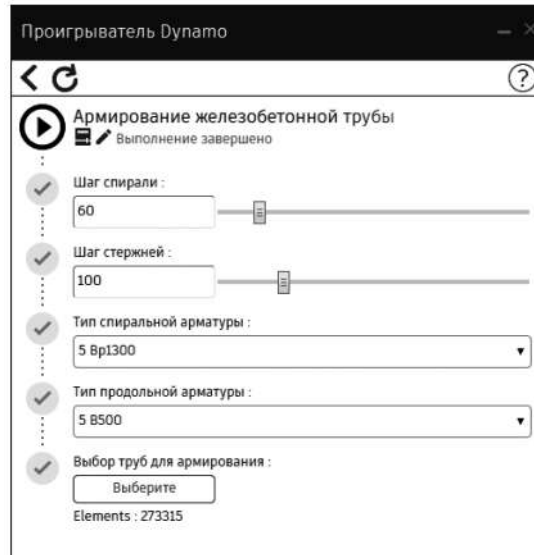 Проигрыватель Dynamo
Армирование железобетонной трубы
Выполнение завершено
Шаг спирали :
60
Шаг стержней :
100
Тип спиральной арматуры :
5 Вр1300
Тип продольной арматуры :
5 В500
Выбор труб для армирования :
Выберите
Elements : 273315